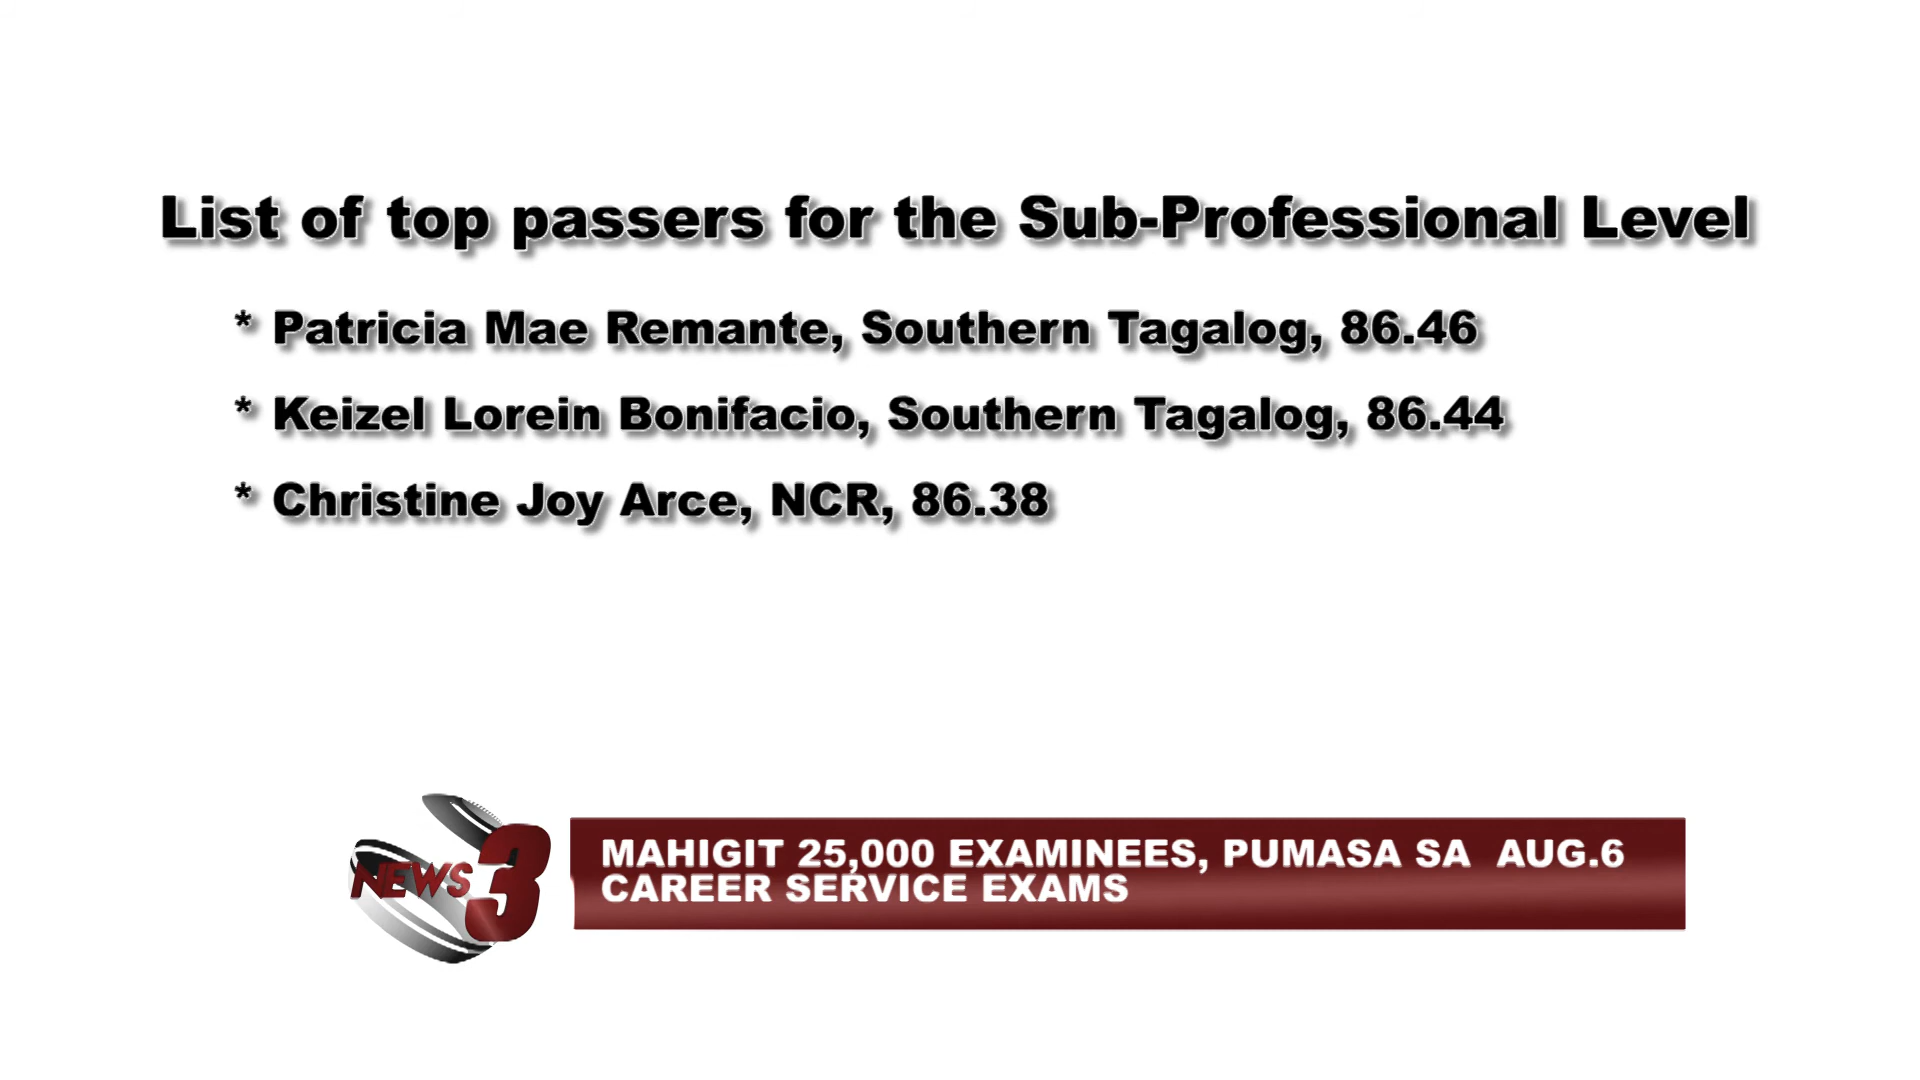 List of top passers for the Sub-Professional Level
* Patricia Mae Remante, Southern Tagalog, 86.46
* Keizel Lorein Bonifacio, Southern Tagalog, 86.44
* Christine Joy Arce, NCR, 86.38
NEWS 3
MAHIGIT 25,000 EXAMINEES, PUMASA SA AUG.6
CAREER SERVICE EXAMS